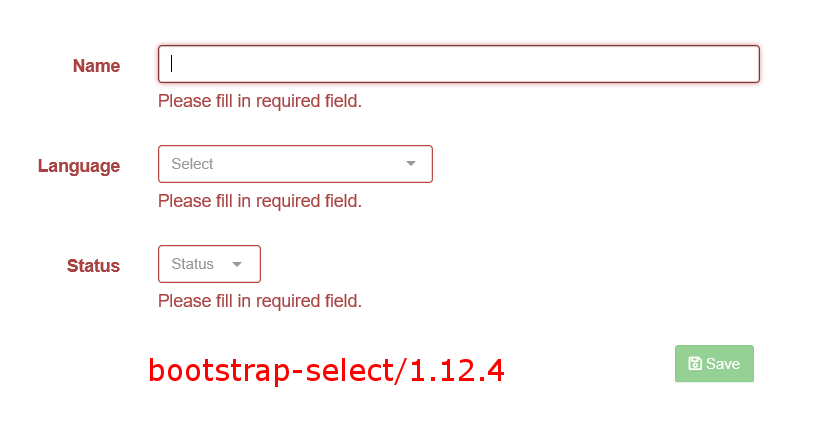 Name
Please fill in required field.
Language
Select
Please fill in required field.
Status
Status
Please fill in required field.
bootstrap-select/1.12.4
Save